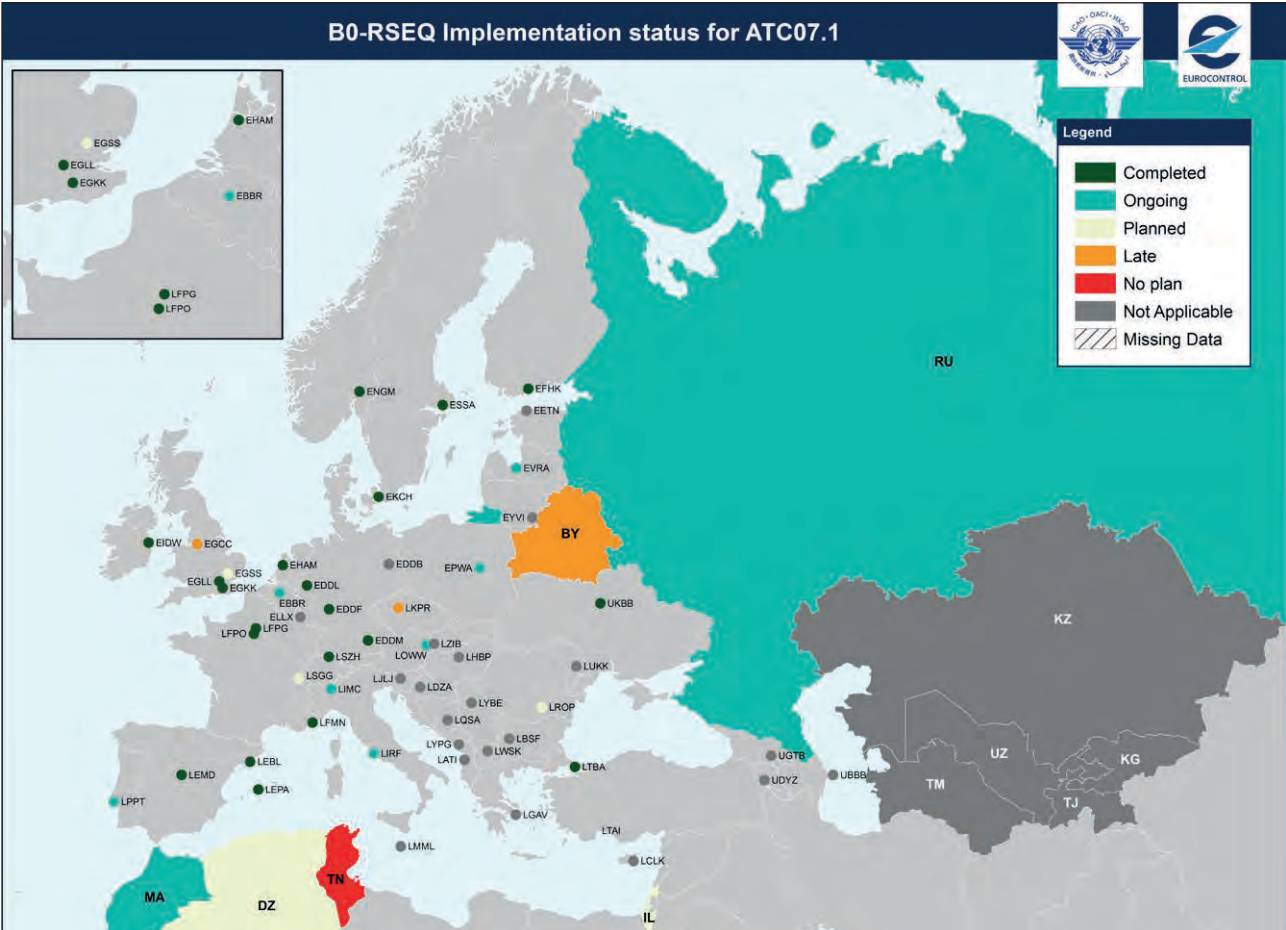 B0-RSEQ Implementation status for ATC07.1
ICAO · OACI · ИКАО
EUROCONTROL
Legend
Completed
Ongoing
Planned
Late
No plan
Not Applicable
Missing Data
EHAM
EGSS
EGLL
EGKK
EBBR
LFPG
LFPO
RU
ENGM
EFHK
ESSA
EETN
EVRA
EKCH
EYVI
BY
EIDW
EGCC
EHAM
EDDB
EPWA
EGSS
EGLL
EGKK
EDDL
EBBR
EDDF
LKPR
UKBB
ELLX
LFPG
LFPO
EDDM
LZIB
LOWW
LSZH
LHBP
LUKK
KZ
LSGG
LIMC
LJLJ
LDZA
LYBE
LROP
LQSA
LFMN
LYPG
LBSF
LWSK
LIRF
LATI
LEBL
LEMD
LEPA
LTBA
UGTB
UDYZ
UBBB
UZ
KG
TM
TJ
LPPT
LGAV
LTAI
LMML
LCLK
MA
DZ
TN
IL